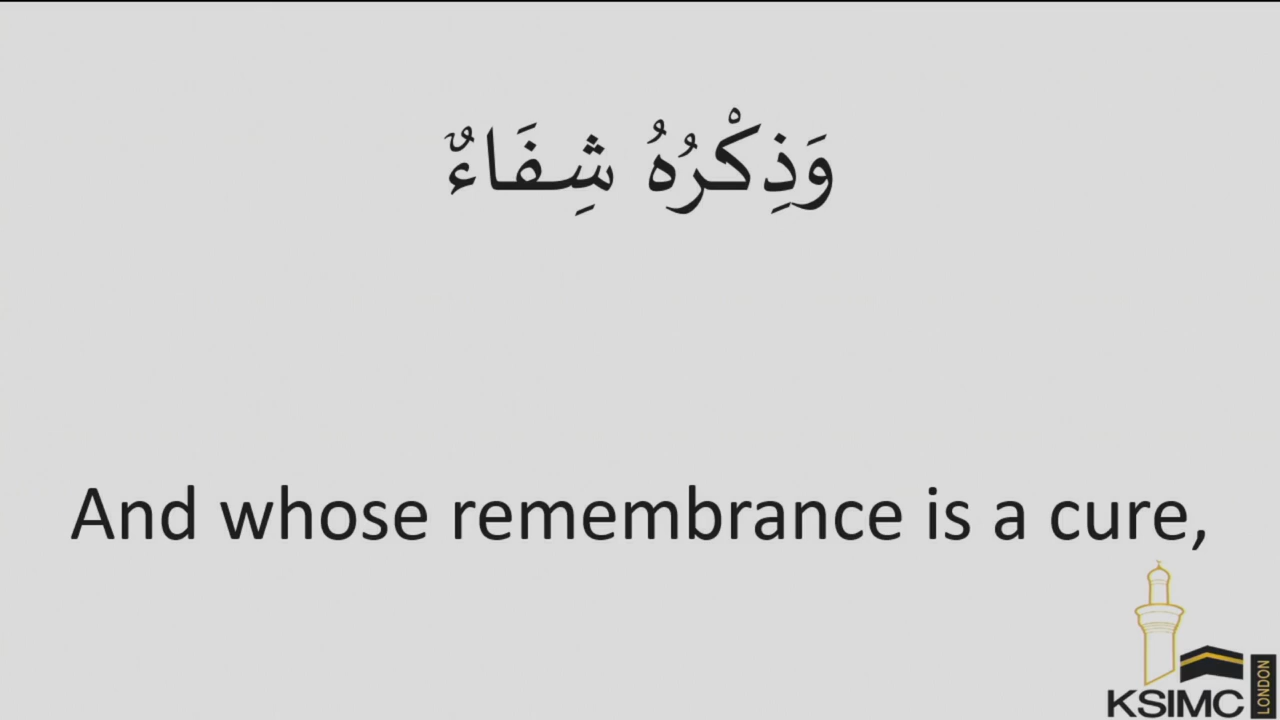 وَذِكْرُهُ شِفَاءٌ
And whose remembrance is a cure,
KSIMC
LONDON